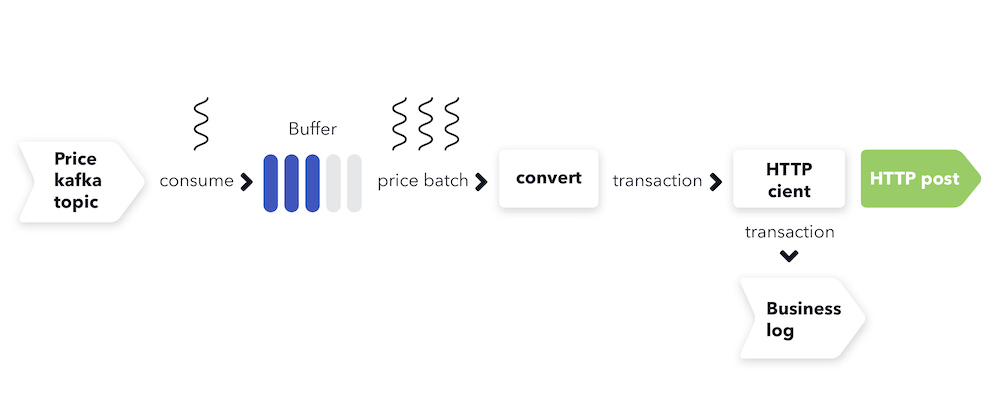 Buffer
Price
kafka
topic
consume
price batch
convert
transaction
HTTP
cient
HTTP post
transaction
Business
log